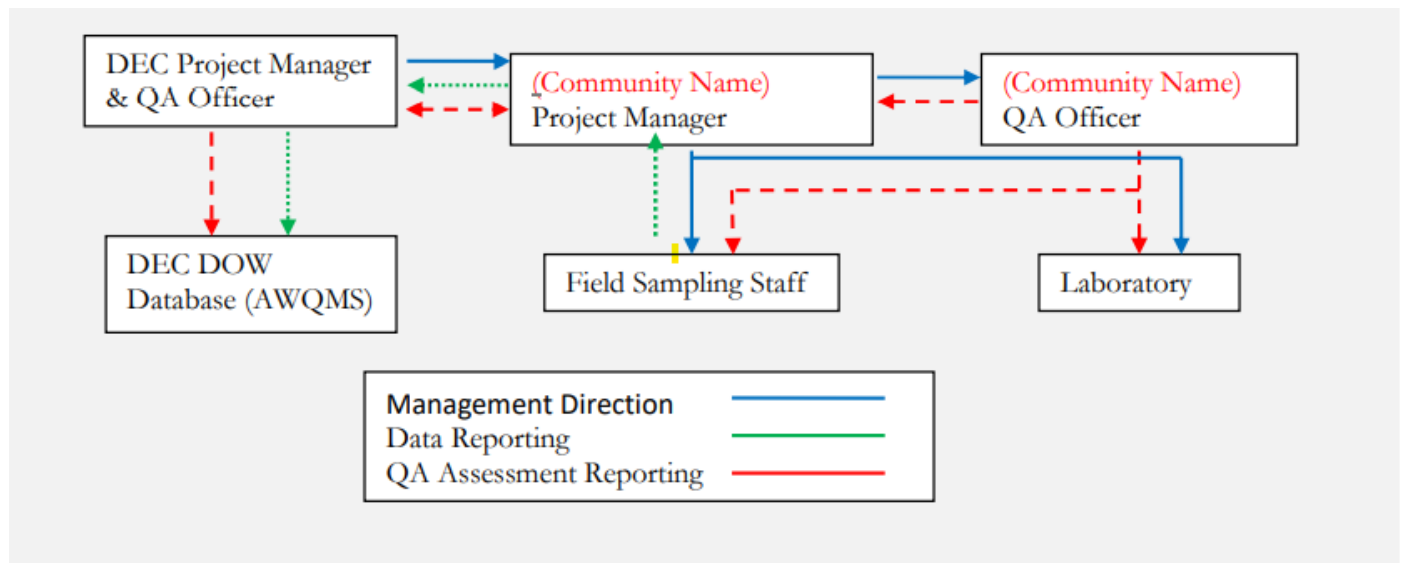 DEC Project Manager
& QA Officer
(Community Name)
Project Manager
(Community Name)
QA Officer
DEC DOW
Database (AWQMS)
Field Sampling Staff
Laboratory
Management Direction
Data Reporting
QA Assessment Reporting